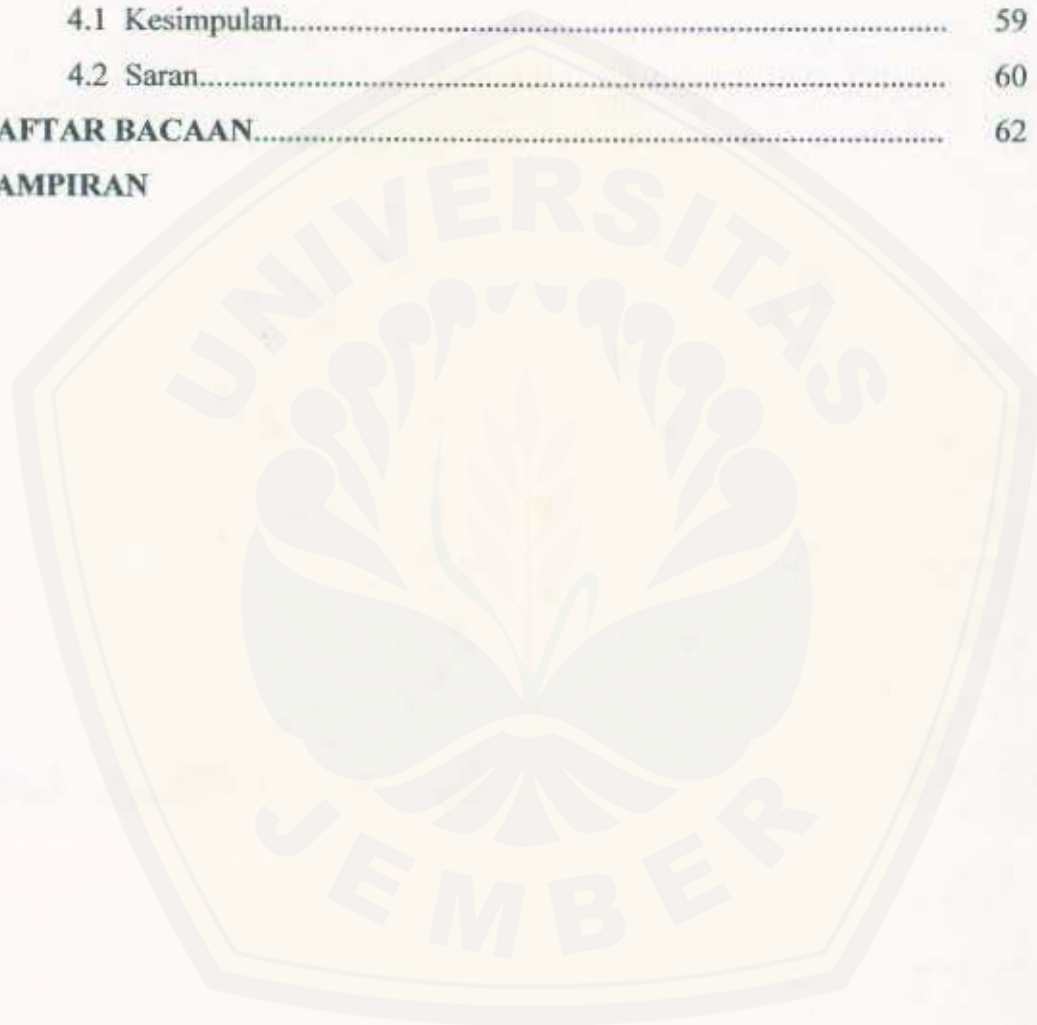 4.1 Kesimpulan........................................................................................ 59
4.2 Saran.................................................................................................. 60
AFTAR BACAAN........................................................................................ 62
AMPIRAN
UNIVERSITAS
JEMBER